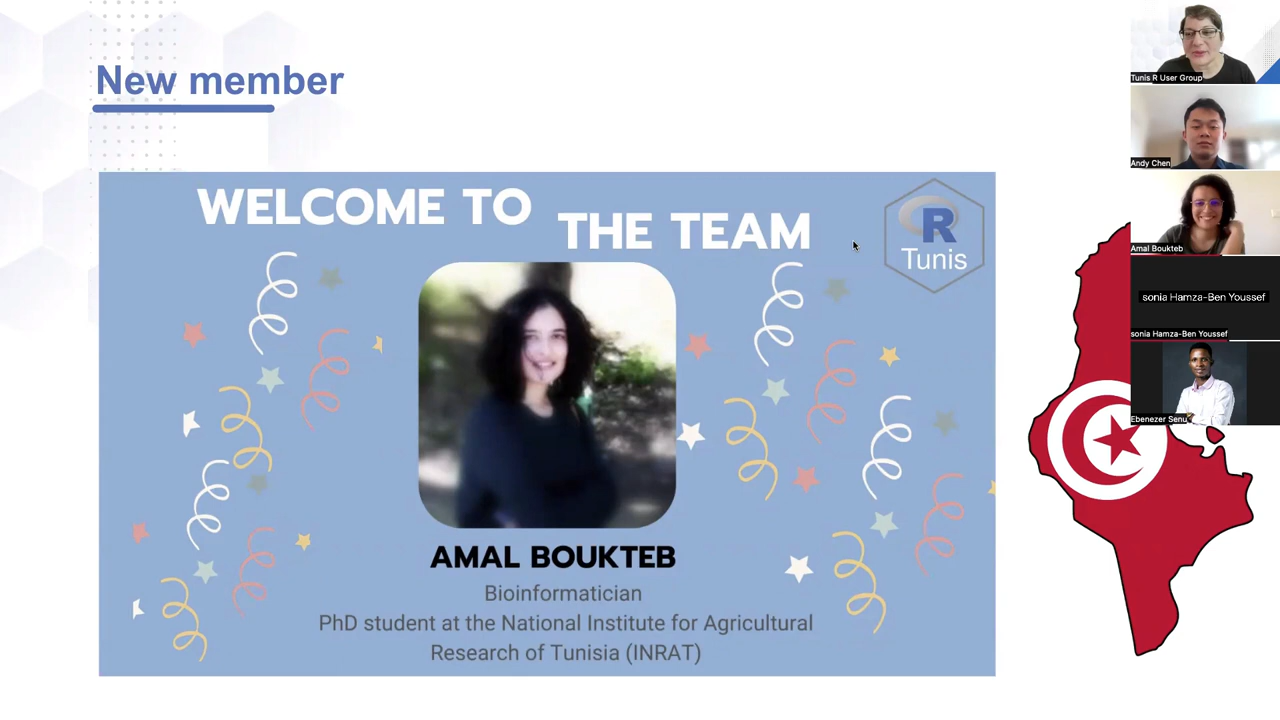 New member
WELCOME TO
THE TEAM
R
Tunis
AMAL BOUKTEB
Bioinformatician
PhD student at the National Institute for Agricultural
Research of Tunisia (INRAT)
Tunis R User Group
Andy Chen
Amal Boukteb
sonia Hamza-Ben Youssef
sonia Hamza-Ben Youssef
Ebenezer Senu